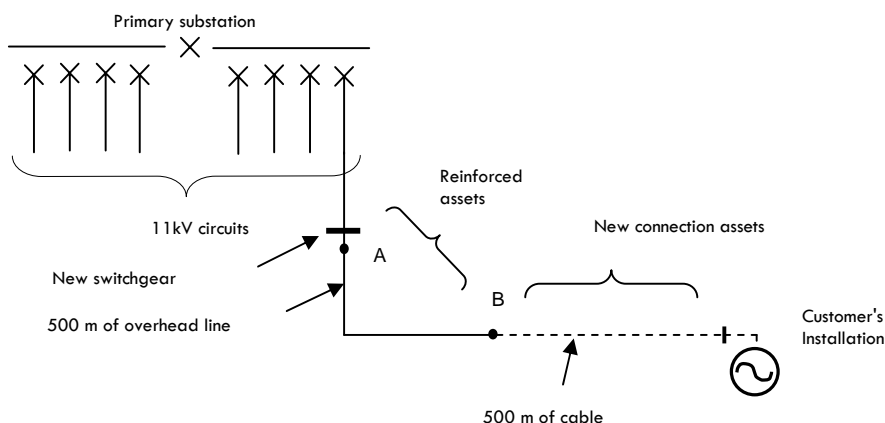 Primary substation
Reinforced
assets
11kV circuits
New connection assets
A
New switchgear
B
500 m of overhead line
Customer's
Installation
500 m of cable